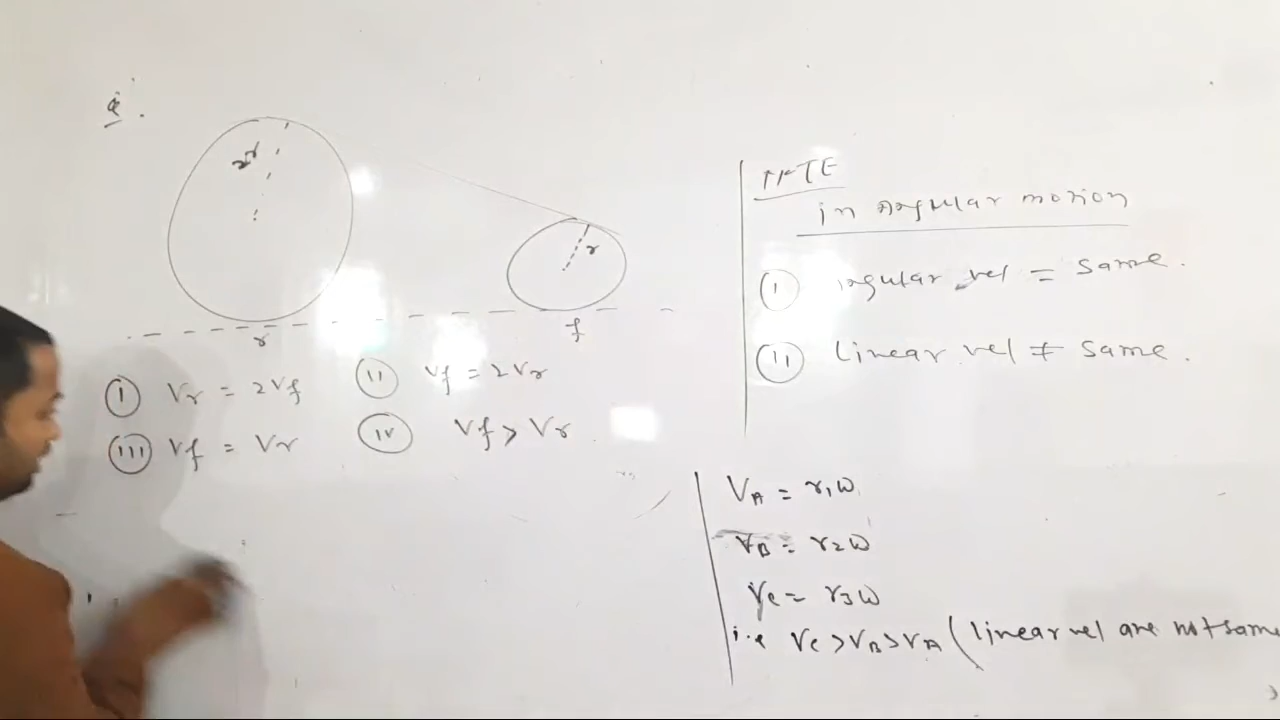 Q.
2r
r
r
f
I Vr = 2Vf
II Vf = 2Vr
III Vf = Vr
IV Vf > Vr
in angular motion
I angular vel = same.
II linear vel ≠ same.
VA = r1ω
VB = r2ω
Vc = r3ω
i.e Vc > VB > VA (linear vel are not same